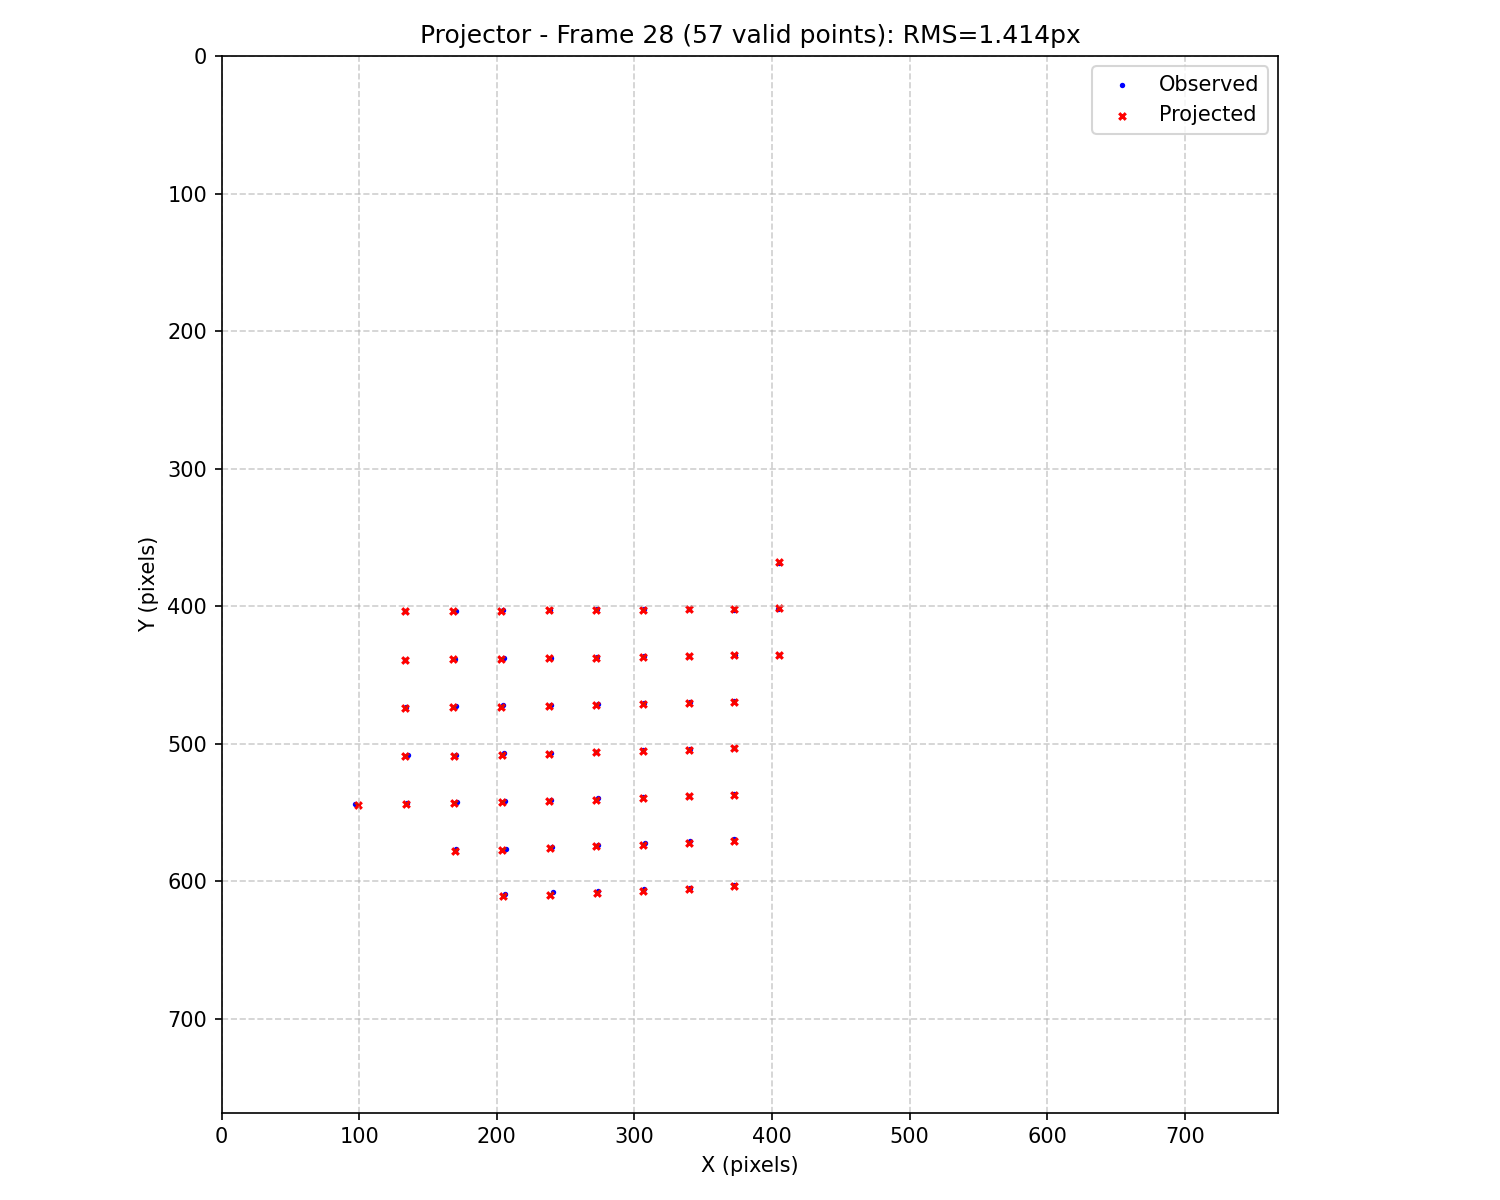 Projector - Frame 28 (57 valid points): RMS=1.414px
Observed
Projected
0
100
200
300
400
500
600
700
Y (pixels)
0 100 200 300 400 500 600 700
X (pixels)